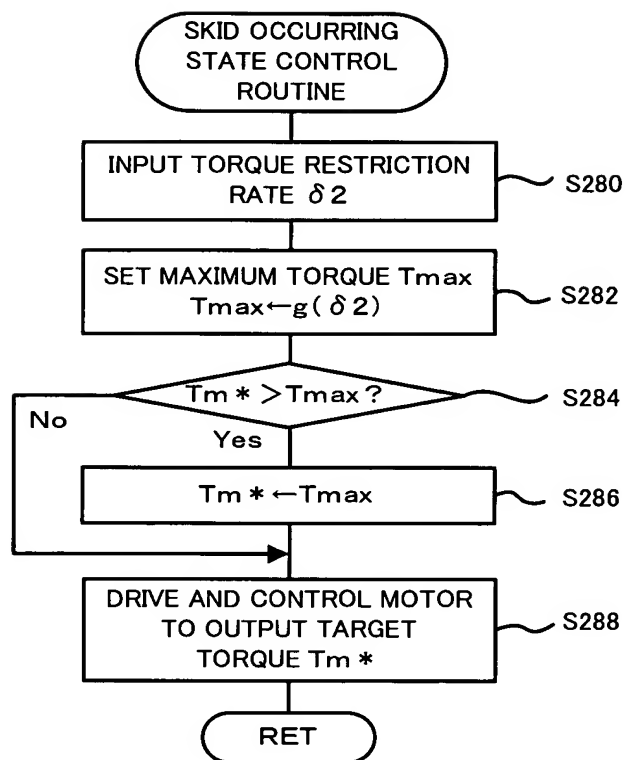 SKID OCCURRING
STATE CONTROL
ROUTINE
INPUT TORQUE RESTRICTION
RATE δ2
S280
SET MAXIMUM TORQUE Tmax
Tmax←g(δ2)
S282
Tm*>Tmax?
S284
No
Yes
Tm*←Tmax
S286
DRIVE AND CONTROL MOTOR
TO OUTPUT TARGET
TORQUE Tm*
S288
RET